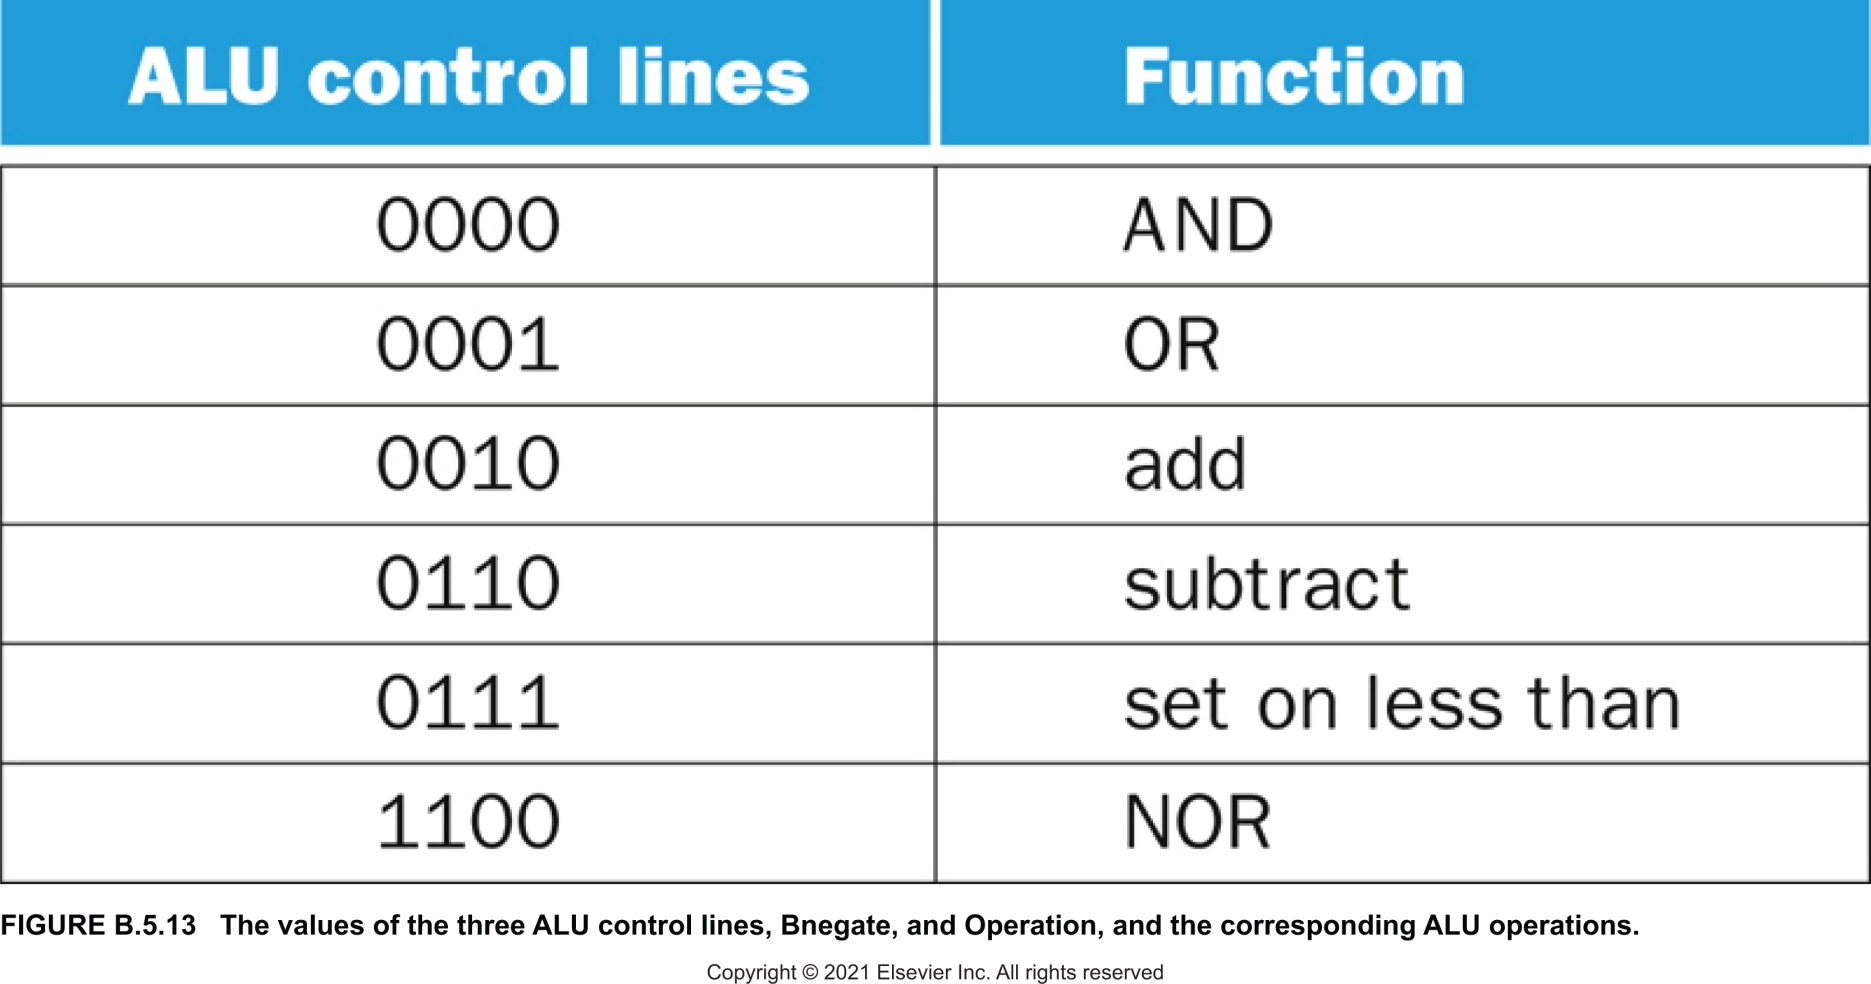 ALU control lines Function
0000 AND
0001 OR
0010 add
0110 subtract
0111 set on less than
1100 NOR
FIGURE B.5.13 The values of the three ALU control lines, Bnegate, and Operation, and the corresponding ALU operations.
Copyright © 2021 Elsevier Inc. All rights reserved